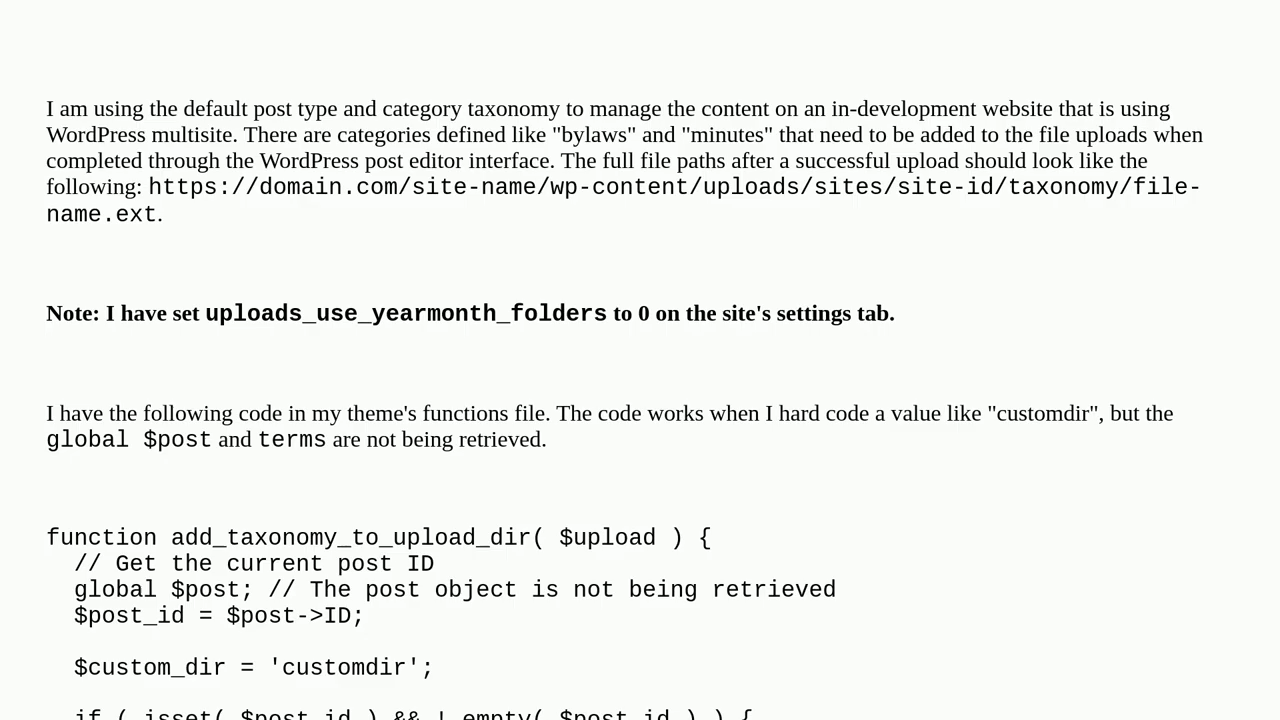 I am using the default post type and category taxonomy to manage the content on an in-development website that is using
WordPress multisite. There are categories defined like "bylaws" and "minutes" that need to be added to the file uploads when
completed through the WordPress post editor interface. The full file paths after a successful upload should look like the
following: https://domain.com/site-name/wp-content/uploads/sites/site-id/taxonomy/file-
name.ext.
Note: I have set uploads_use_yearmonth_folders to 0 on the site's settings tab.
I have the following code in my theme's functions file. The code works when I hard code a value like "customdir", but the
global $post and terms are not being retrieved.
function add_taxonomy_to_upload_dir( $upload ) {
  // Get the current post ID
  global $post; // The post object is not being retrieved
  $post_id = $post->ID;
  $custom_dir = 'customdir';
  if ( isset( $post_id ) && ! empty( $post_id ) ) {